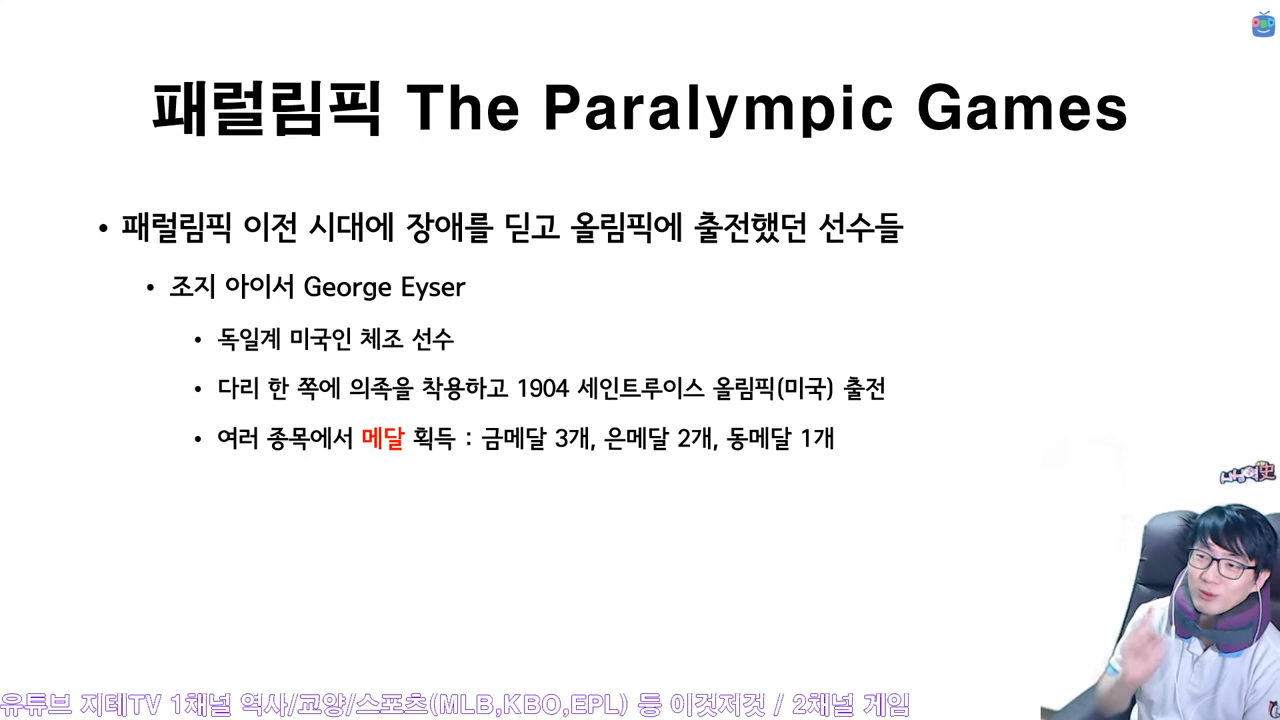 패럴림픽 The Paralympic Games
• 패럴림픽 이전 시대에 장애를 딛고 올림픽에 출전했던 선수들
• 조지 아이서 George Eyser
• 독일계 미국인 체조 선수
• 다리 한 쪽에 의족을 착용하고 1904 세인트루이스 올림픽(미국) 출전
• 여러 종목에서 메달 획득 : 금메달 3개, 은메달 2개, 동메달 1개
유튜브 지테TV 1채널 역사/교양/스포츠(MLB,KBO,EPL) 등 이것저것 / 2채널 게임